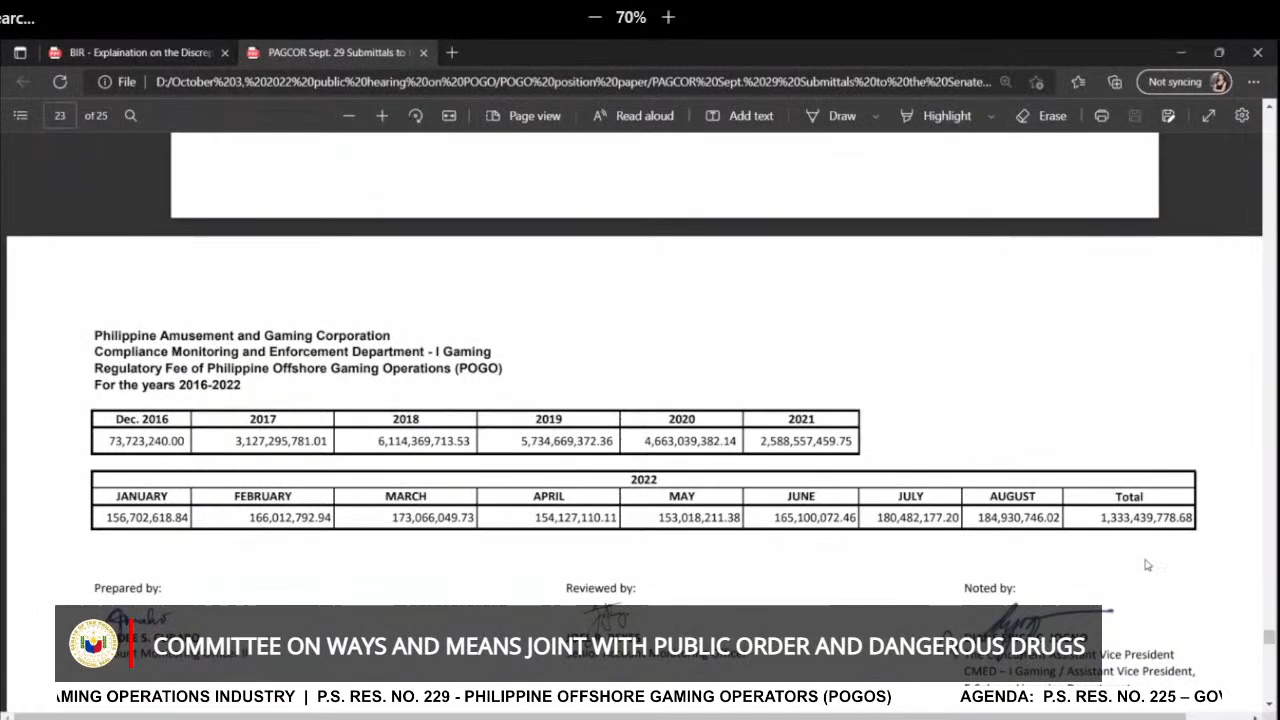 earc...
70%
BIR - Explaination on the Discre
PAGCOR Sept. 29 Submittals to
File
D:/October%203,%202022%20public%20hearing%20on%20POGO/POGO%20position%20paper/PAGCOR%20Sept.%2029%20Submittals%20to%20the%20Senate...
Not syncing
23 of 25
Page view
Read aloud
Add text
Draw
Highlight
Erase
Philippine Amusement and Gaming Corporation
Compliance Monitoring and Enforcement Department - I Gaming
Regulatory Fee of Philippine Offshore Gaming Operations (POGO)
For the years 2016-2022
Dec. 2016 2017 2018 2019 2020 2021
73,723,240.00 3,127,295,781.01 6,114,369,713.53 5,734,669,372.36 4,663,039,382.14 2,588,557,459.75
2022
JANUARY FEBRUARY MARCH APRIL MAY JUNE JULY AUGUST Total
156,702,618.84 166,012,792.94 173,066,049.73 154,127,110.11 153,018,211.38 165,100,072.46 180,482,177.20 184,930,746.02 1,333,439,778.68
Prepared by: Reviewed by: Noted by:
Vice President
CMED – I Gaming / Assistant Vice President,
COMMITTEE ON WAYS AND MEANS JOINT WITH PUBLIC ORDER AND DANGEROUS DRUGS
AMING OPERATIONS INDUSTRY | P.S. RES. NO. 229 - PHILIPPINE OFFSHORE GAMING OPERATORS (POGOS) AGENDA: P.S. RES. NO. 225 – GOV